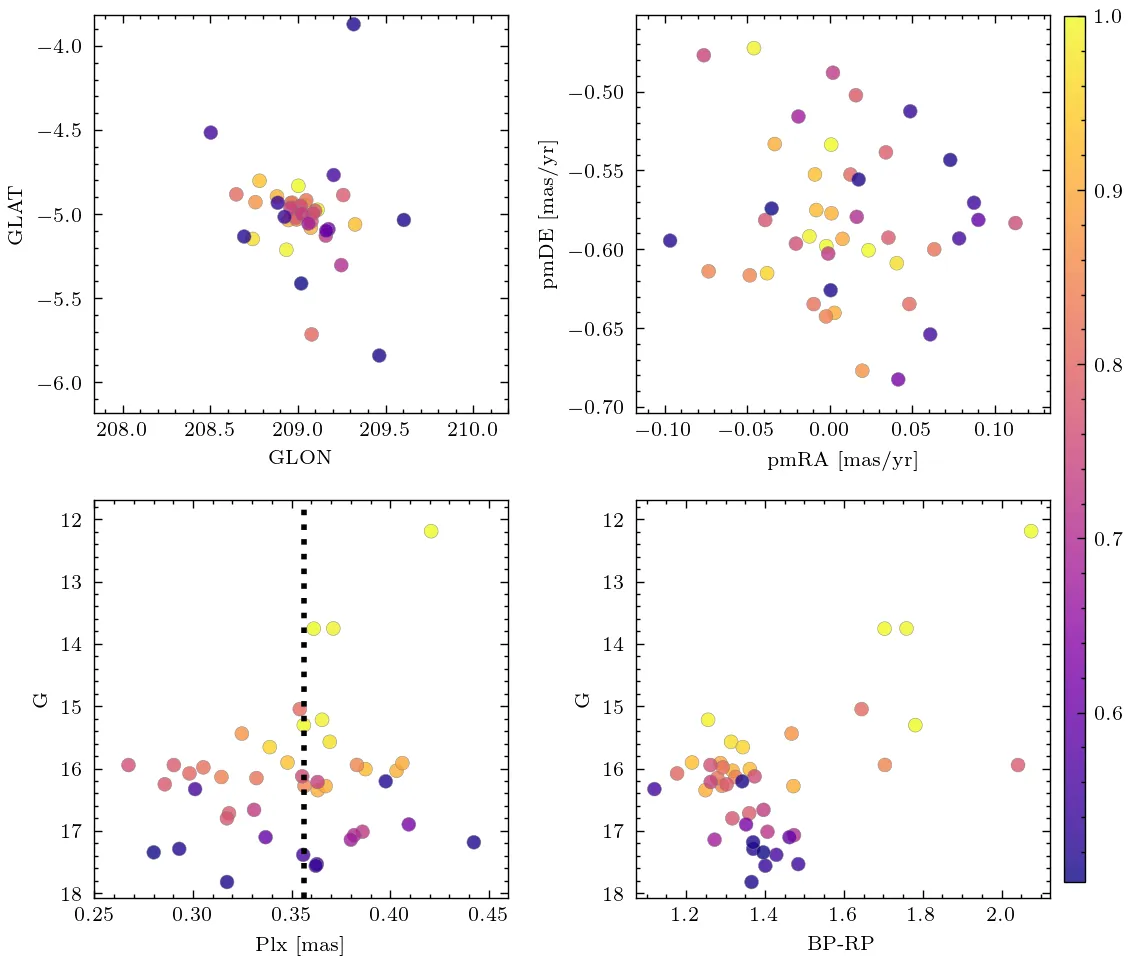 −4.0
−4.5
−5.0
−5.5
−6.0
GLAT
208.0 208.5 209.0 209.5 210.0
GLON
−0.50
−0.55
−0.60
−0.65
−0.70
pmDE [mas/yr]
−0.10 −0.05 0.00 0.05 0.10
pmRA [mas/yr]
1.0
0.9
0.8
0.7
0.6
12
13
14
15
16
17
18
G
0.25 0.30 0.35 0.40 0.45
Plx [mas]
12
13
14
15
16
17
18
G
1.2 1.4 1.6 1.8 2.0
BP-RP